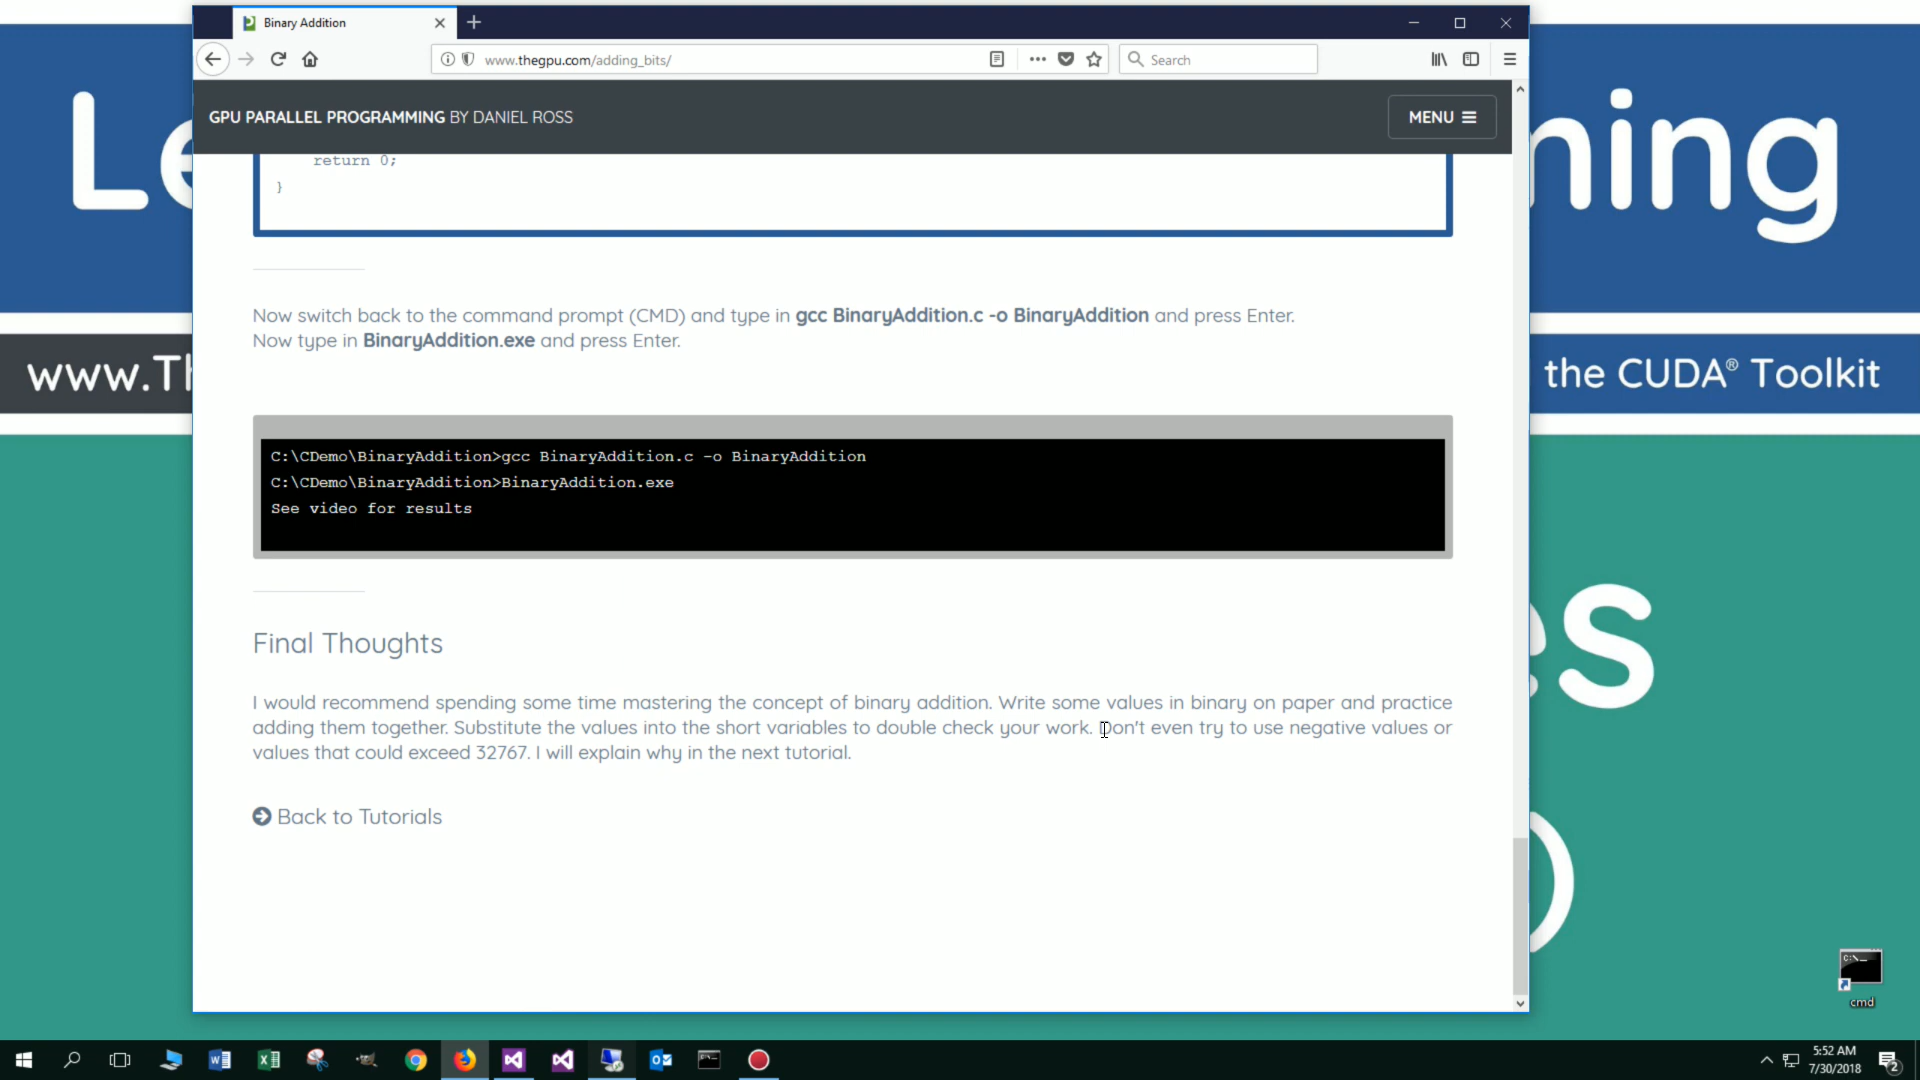 Binary Addition
www.thegpu.com/adding_bits/
Search
GPU PARALLEL PROGRAMMING BY DANIEL ROSS
MENU
return 0;
}
Now switch back to the command prompt (CMD) and type in gcc BinaryAddition.c -o BinaryAddition and press Enter.
Now type in BinaryAddition.exe and press Enter.
C:\CDemo\BinaryAddition>gcc BinaryAddition.c -o BinaryAddition
C:\CDemo\BinaryAddition>BinaryAddition.exe
See video for results
Final Thoughts
I would recommend spending some time mastering the concept of binary addition. Write some values in binary on paper and practice
adding them together. Substitute the values into the short variables to double check your work. Don't even try to use negative values or
values that could exceed 32767. I will explain why in the next tutorial.
Back to Tutorials
Le
ning
www.Th
the CUDA® Toolkit
es
)
cmd
5:52 AM
7/30/2018
2